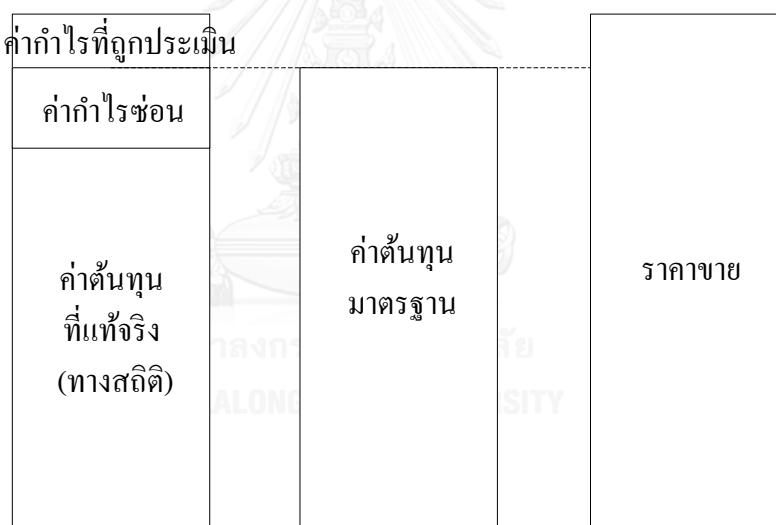 ค่ากำไรที่ถูกประเมิน
ค่ากำไรซ่อน
ค่าต้นทุน
ที่แท้จริง
(ทางสถิติ)
ค่าต้นทุน
มาตรฐาน
ราคาขาย